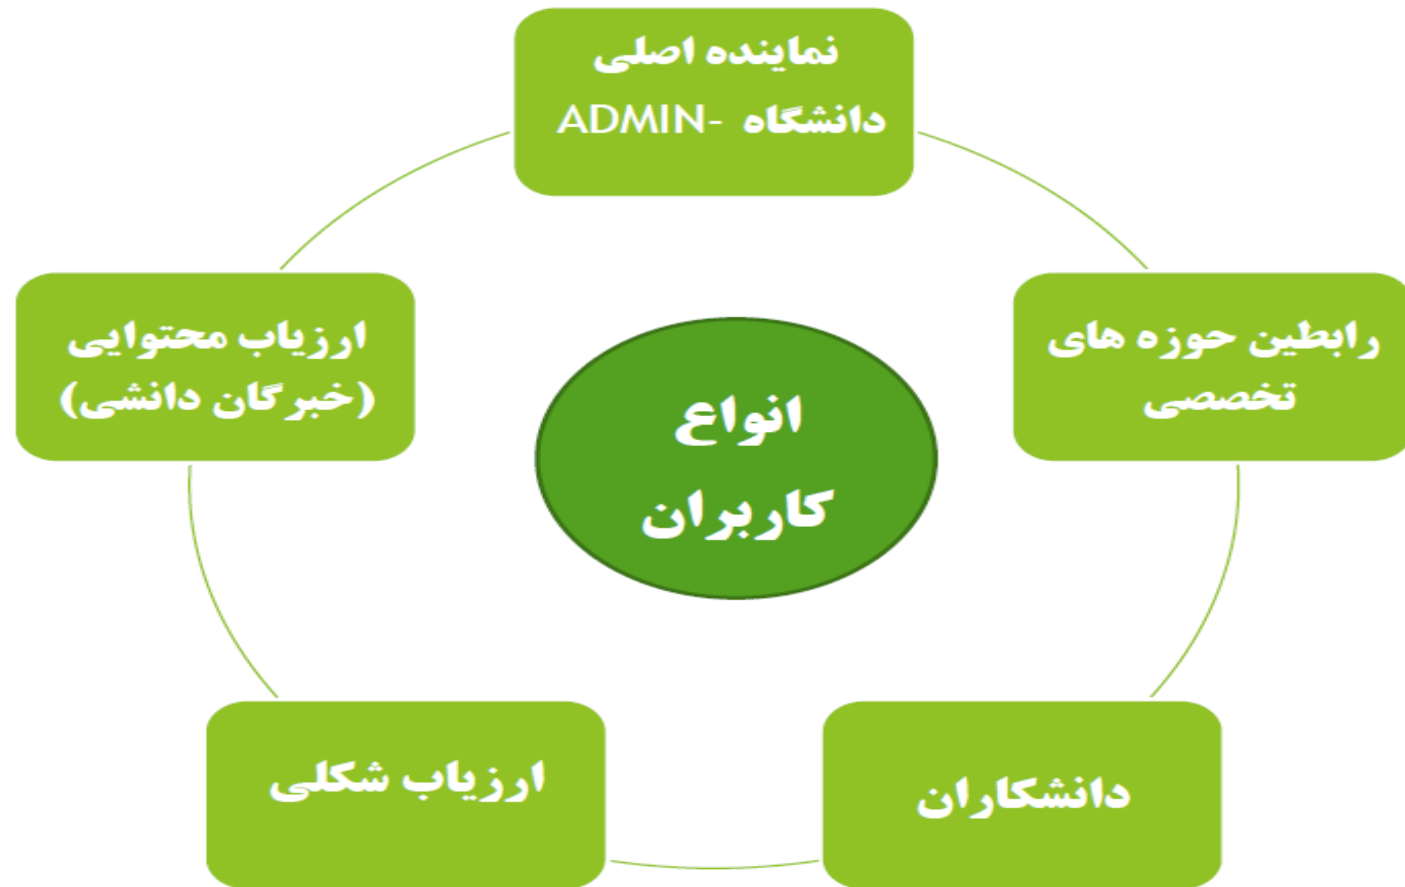 نماینده اصلی
دانشگاه -ADMIN
رابطین حوزه های
تخصصی
دانشکاران
ارزیاب شکلی
ارزیاب محتوایی
(خبرگان دانشی)
انواع
کاربران